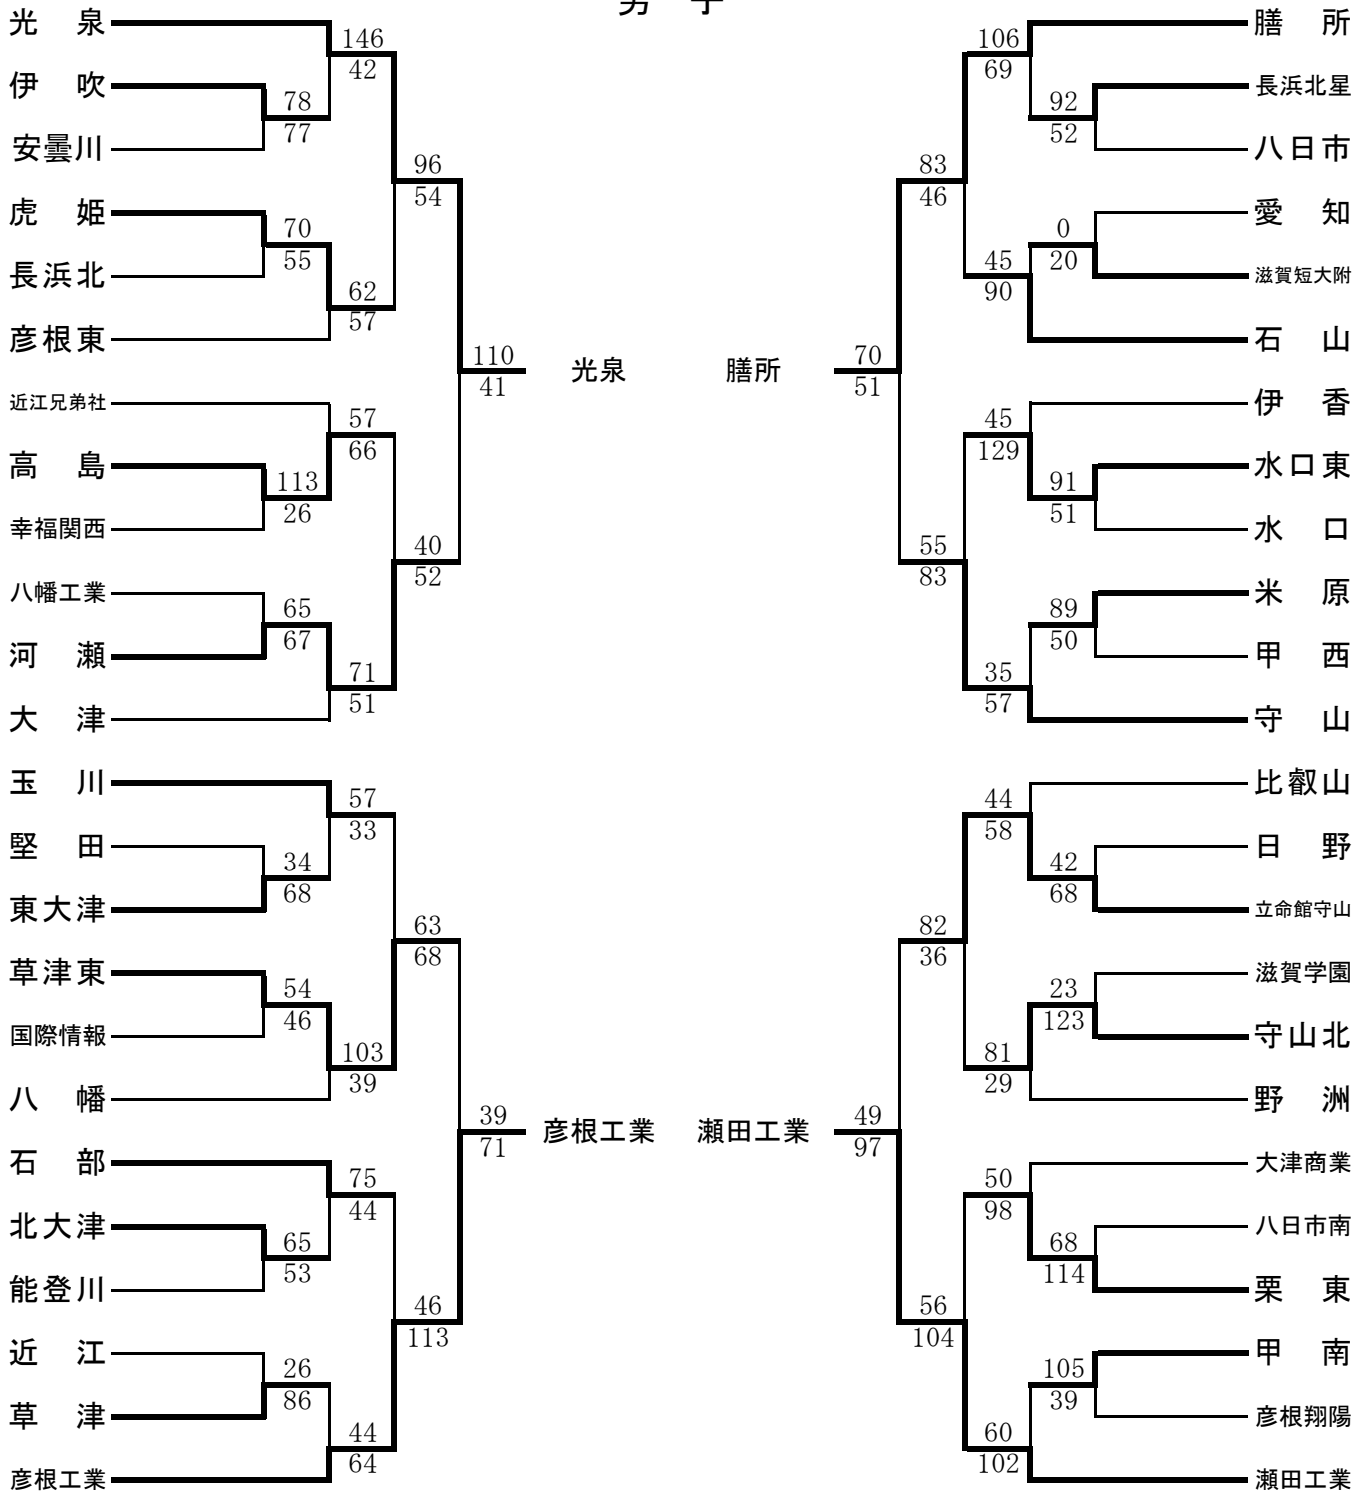 男 子
光 泉
伊 吹
安曇川
虎 姫
長浜北
彦根東
近江兄弟社
高 島
幸福関西
八幡工業
河 瀬
大 津
玉 川
堅 田
東大津
草津東
国際情報
八 幡
石 部
北大津
能登川
近 江
草 津
彦根工業
146
42
78
77
96
54
70
55
62
57
110
41
57
66
113
26
40
52
65
67
71
51
57
33
34
68
63
68
54
46
103
39
39
71
75
44
65
53
46
113
26
86
44
64
光泉
膳所
彦根工業
瀬田工業
106
69
92
52
83
46
0
20
45
90
70
51
45
129
91
51
55
83
89
50
35
57
44
58
42
68
82
36
23
123
81
29
49
97
50
98
68
114
56
104
105
39
60
102
膳 所
長浜北星
八日市
愛 知
滋賀短大附
石 山
伊 香
水口東
水 口
米 原
甲 西
守 山
比叡山
日 野
立命館守山
滋賀学園
守山北
野 洲
大津商業
八日市南
栗 東
甲 南
彦根翔陽
瀬田工業